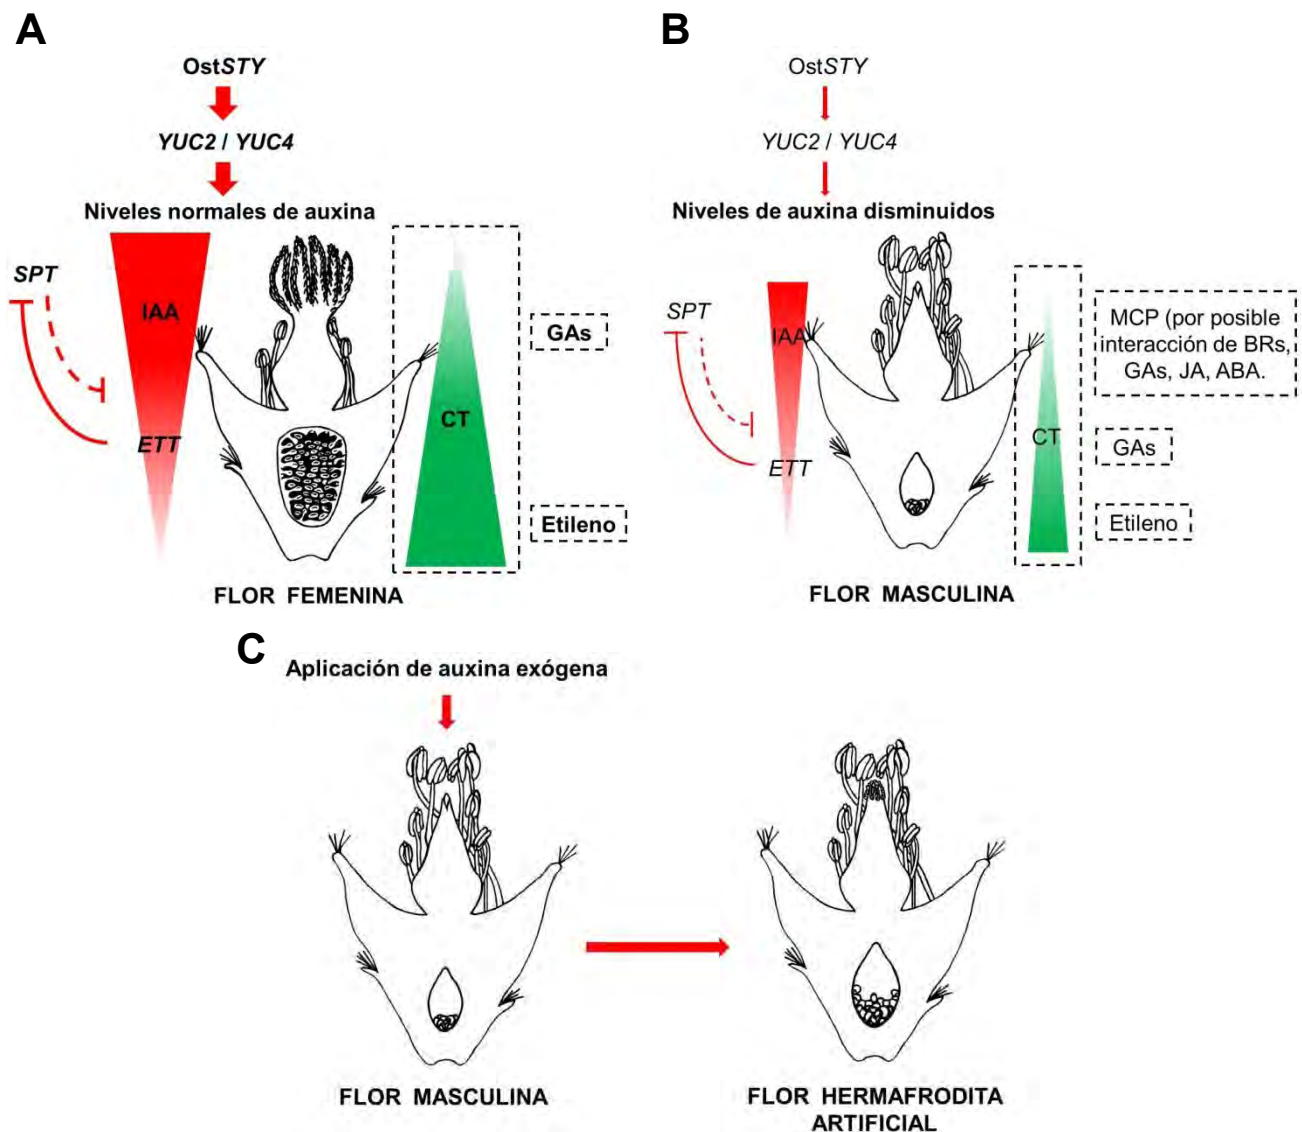 A
OstSTY
YUC2 / YUC4
Niveles normales de auxina
SPT
IAA
ETT
CT
GAs
Etileno
FLOR FEMENINA
B
OstSTY
YUC2 / YUC4
Niveles de auxina disminuidos
SPT
IAA
ETT
CT
MCP (por posible
interacción de BRs,
GAs, JA, ABA.
GAs
Etileno
FLOR MASCULINA
C
Aplicación de auxina exógena
FLOR MASCULINA
FLOR HERMAFRODITA
ARTIFICIAL